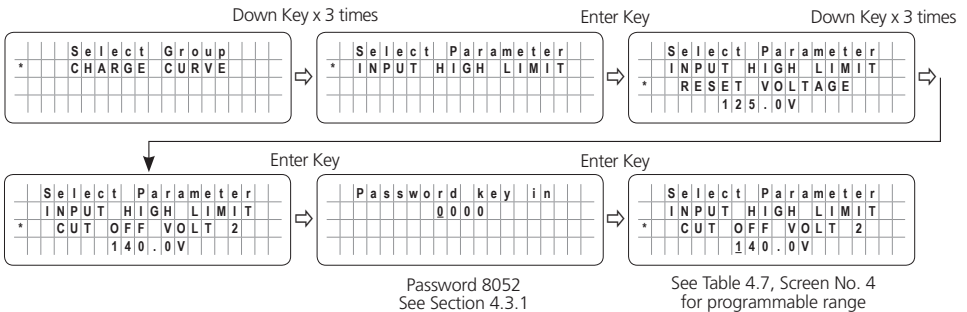 Down Key x 3 times
Select Group
* CHARGE CURVE
Select Parameter
* INPUT HIGH LIMIT
Enter Key
Select Parameter
INPUT HIGH LIMIT
* RESET VOLTAGE
125.0V
Down Key x 3 times
Select Parameter
INPUT HIGH LIMIT
* CUT OFF VOLT 2
140.0V
Enter Key
Password key in
0000
Password 8052
See Section 4.3.1
Enter Key
Select Parameter
INPUT HIGH LIMIT
* CUT OFF VOLT 2
140.0V
See Table 4.7, Screen No. 4
for programmable range